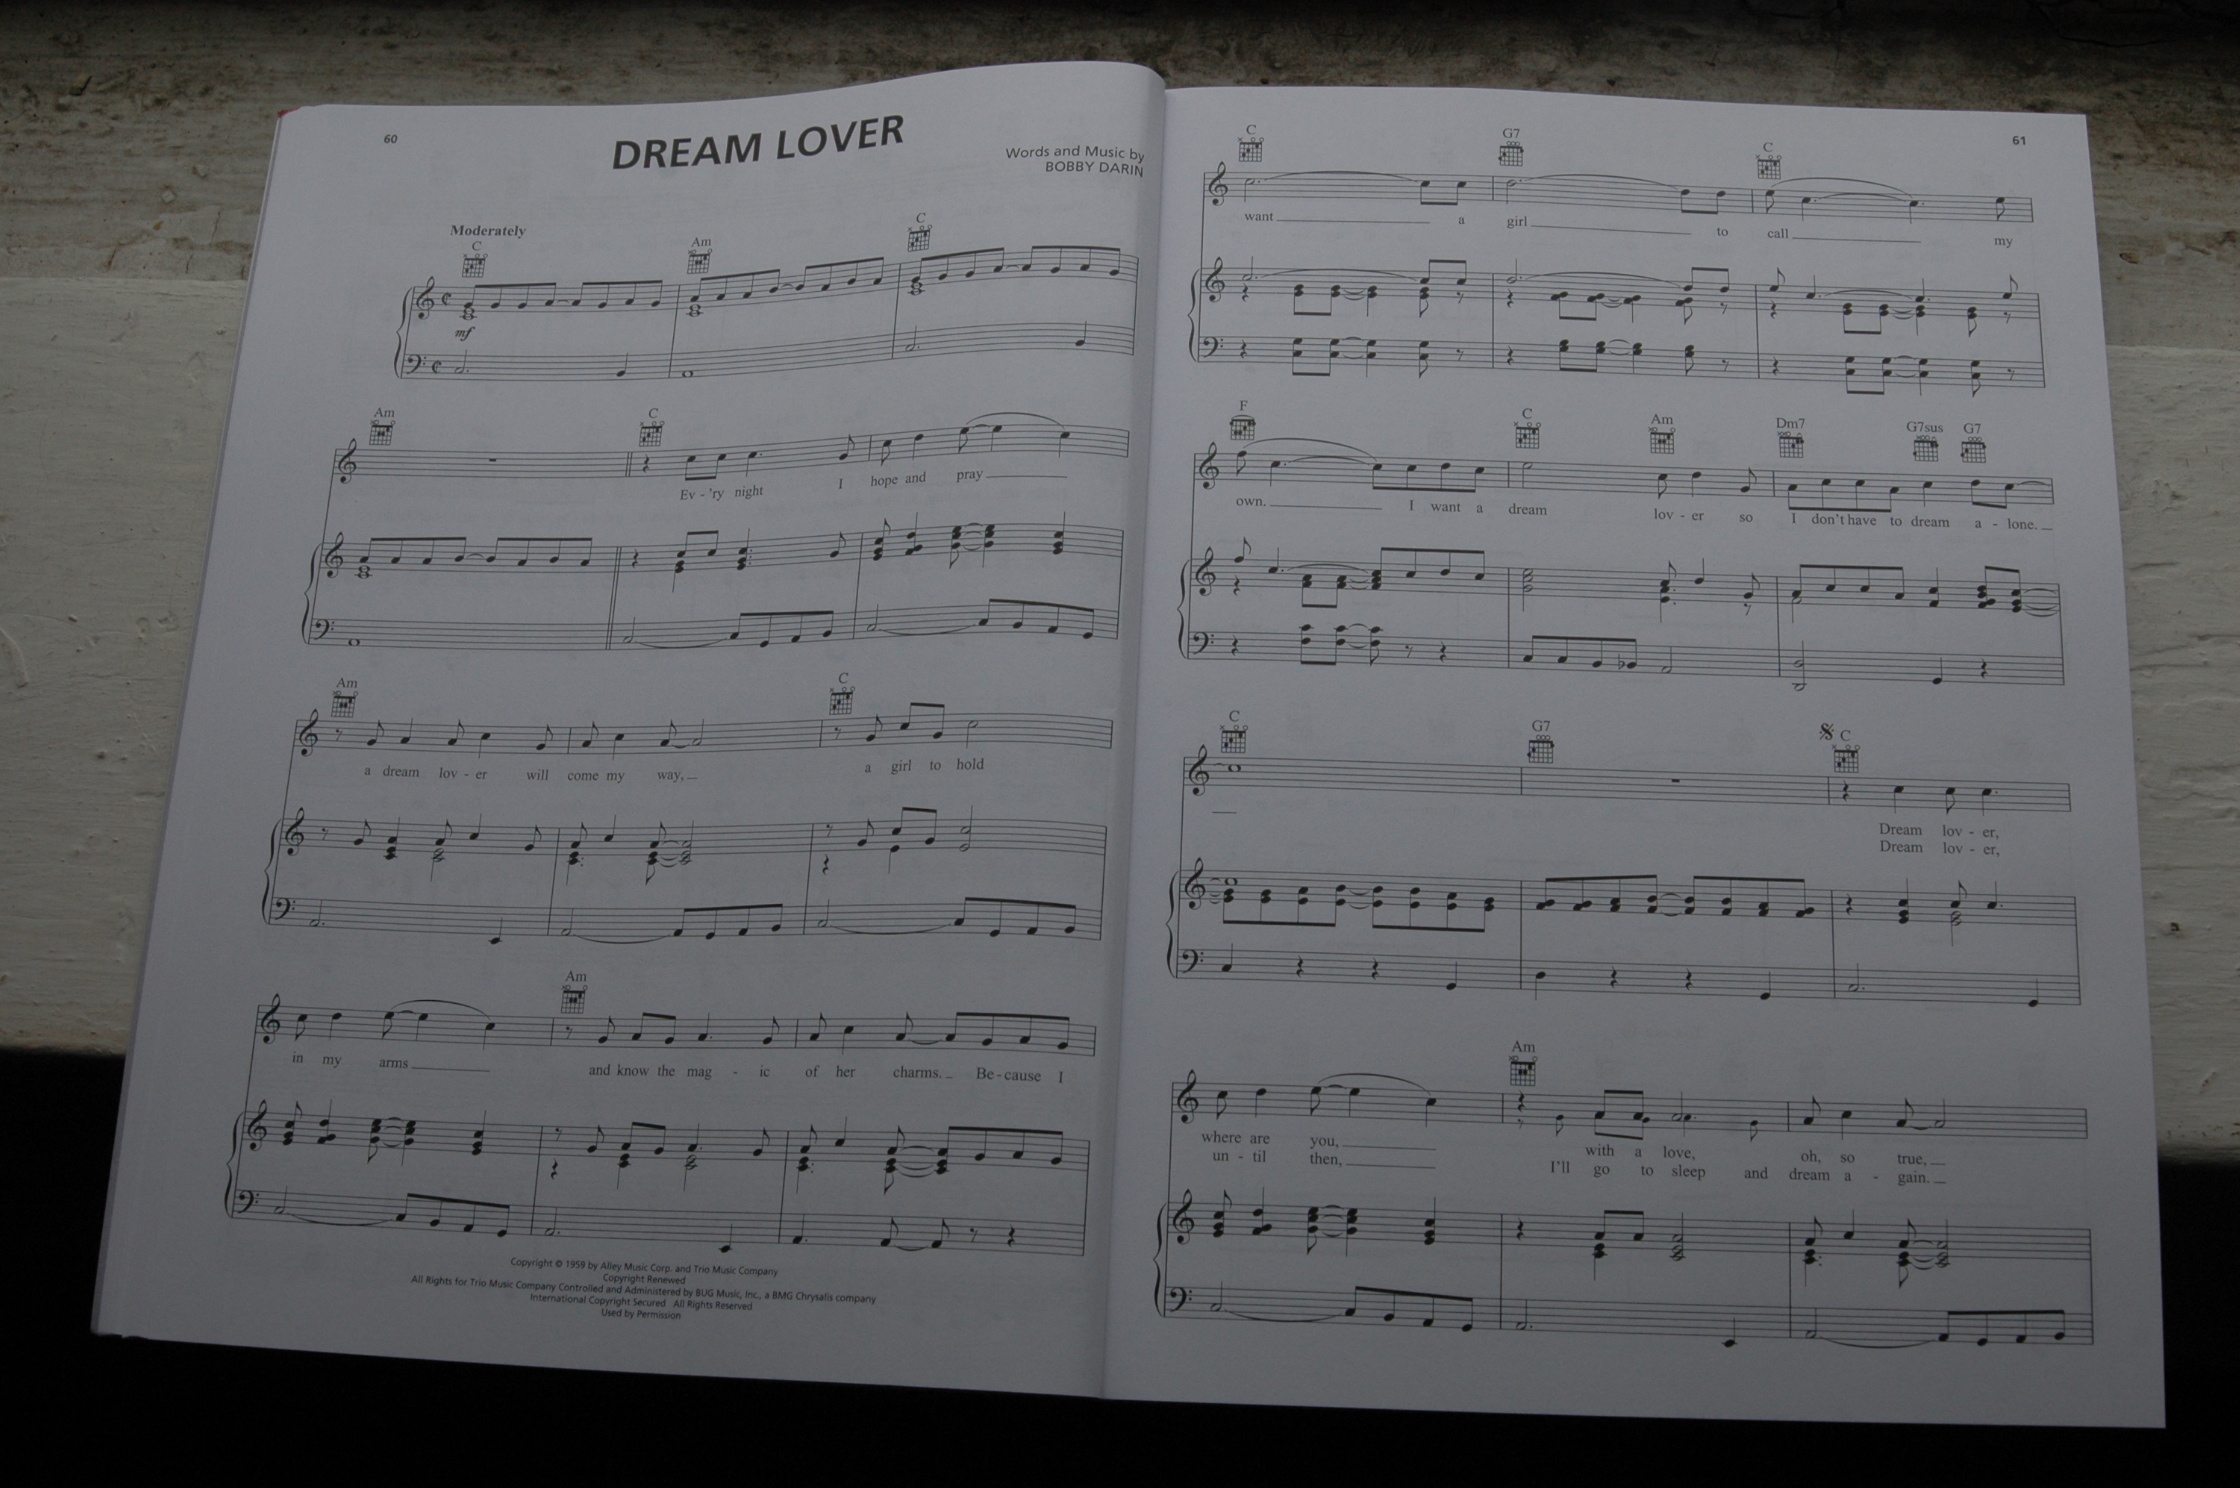 60
DREAM LOVER
Words and Music by
BOBBY DARIN
Moderately
C Am C
mf
Am C
Ev - 'ry night I hope and pray
Am C
a dream lov - er will come my way, a girl to hold
Am
in my arms and know the mag - ic of her charms. Be - cause I
Copyright © 1959 by Alley Music Corp. and Trio Music Company
Copyright Renewed
All Rights for Trio Music Company Controlled and Administered by BUG Music, Inc., a BMG Chrysalis company
International Copyright Secured All Rights Reserved
Used by Permission
61
C G7 C
want a girl to call my
F C Am Dm7 G7sus G7
own. I want a dream lov - er so I don't have to dream a - lone.
C G7 C
Dream lov - er,
Dream lov - er,
Am
where are you, with a love, oh, so true,
un - til then, I'll go to sleep and dream a - gain.